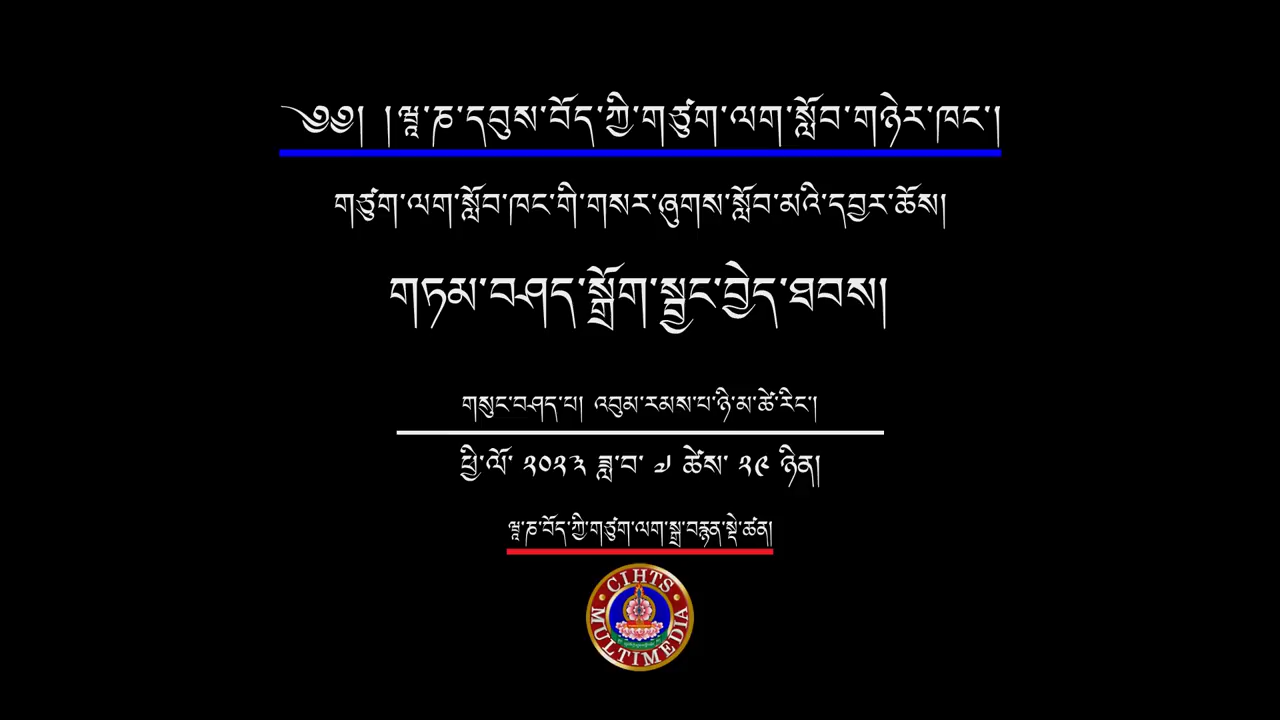 ༄༅། །ཝཱ་ཎ་དབུས་བོད་ཀྱི་གཙུག་ལག་སློབ་གཉེར་ཁང་།
གཙུག་ལག་སློབ་ཁང་གི་གསར་ཞུགས་སློབ་མའི་དབྱར་ཆོས།
གཏམ་བཤད་སྒྲོག་སྦྱང་བྱེད་ཐབས།
གསུང་བཤད་པ། འབུམ་རམས་པ་ཉི་མ་ཚེ་རིང་།
ཕྱི་ལོ་ ༢༠༢༣ ཟླ་བ་ ༧ ཚེས་ ༢༩ ཉིན།
ཝཱ་ཎ་བོད་ཀྱི་གཙུག་ལག་སྒྲ་བརྙན་སྡེ་ཚན།
CIHTS
MULTIMEDIA